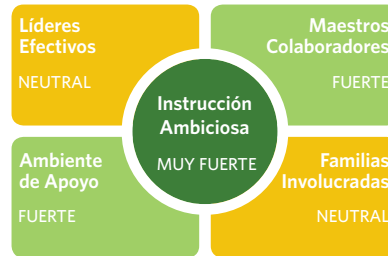 Líderes
Efectivos
NEUTRAL
Maestros
Colaboradores
FUERTE
Instrucción
Ambiciosa
MUY FUERTE
Ambiente
de Apoyo
FUERTE
Familias
Involucradas
NEUTRAL